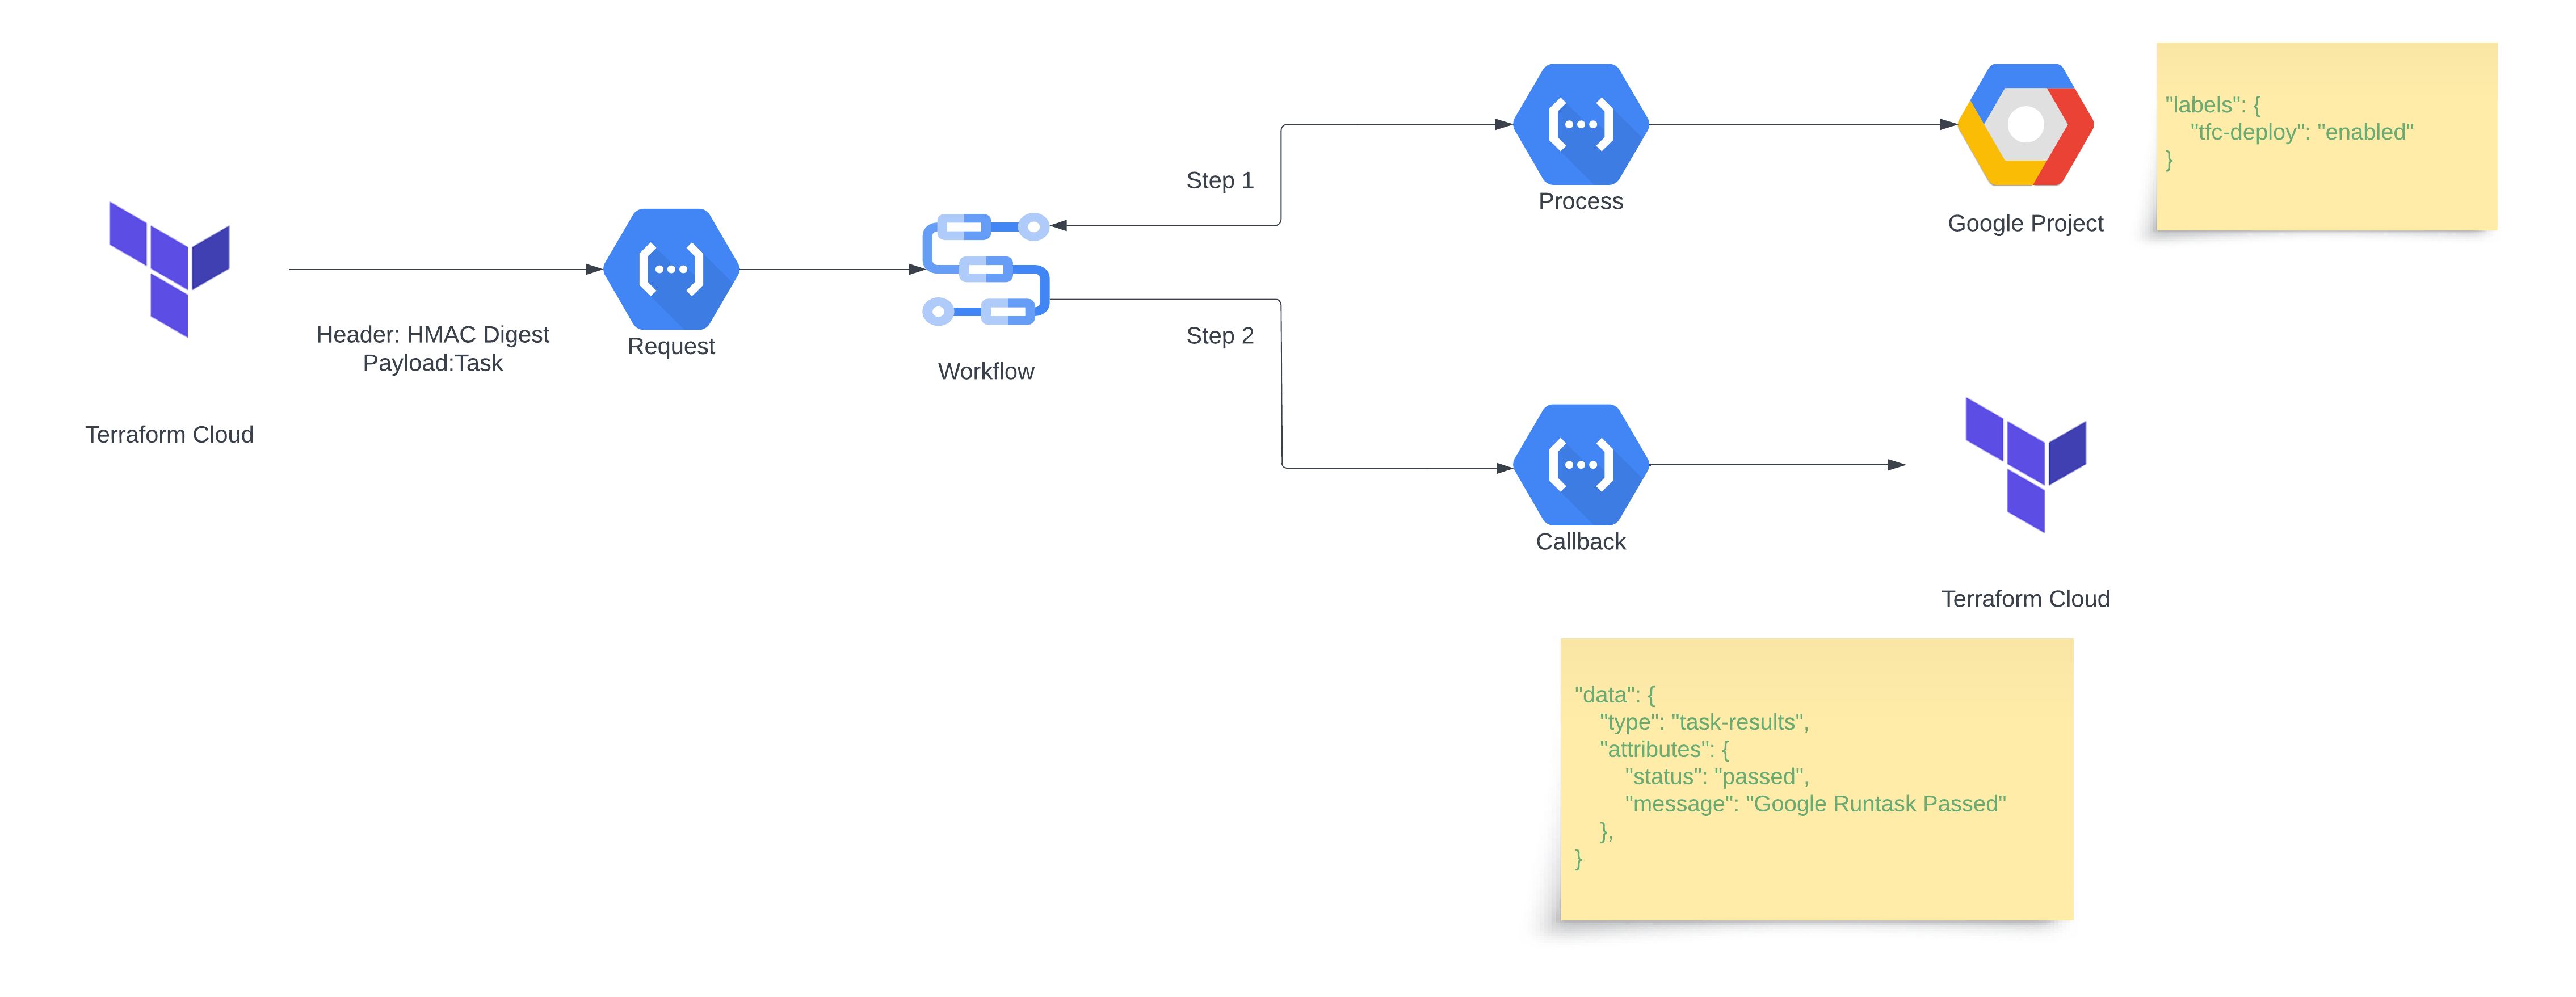 "labels": {
"tfc-deploy": "enabled"
}
Step 1
Process
Google Project
Header: HMAC Digest
Payload:Task
Request
Step 2
Workflow
Terraform Cloud
Callback
Terraform Cloud
"data": {
"type": "task-results",
"attributes": {
"status": "passed",
"message": "Google Runtask Passed"
},
}